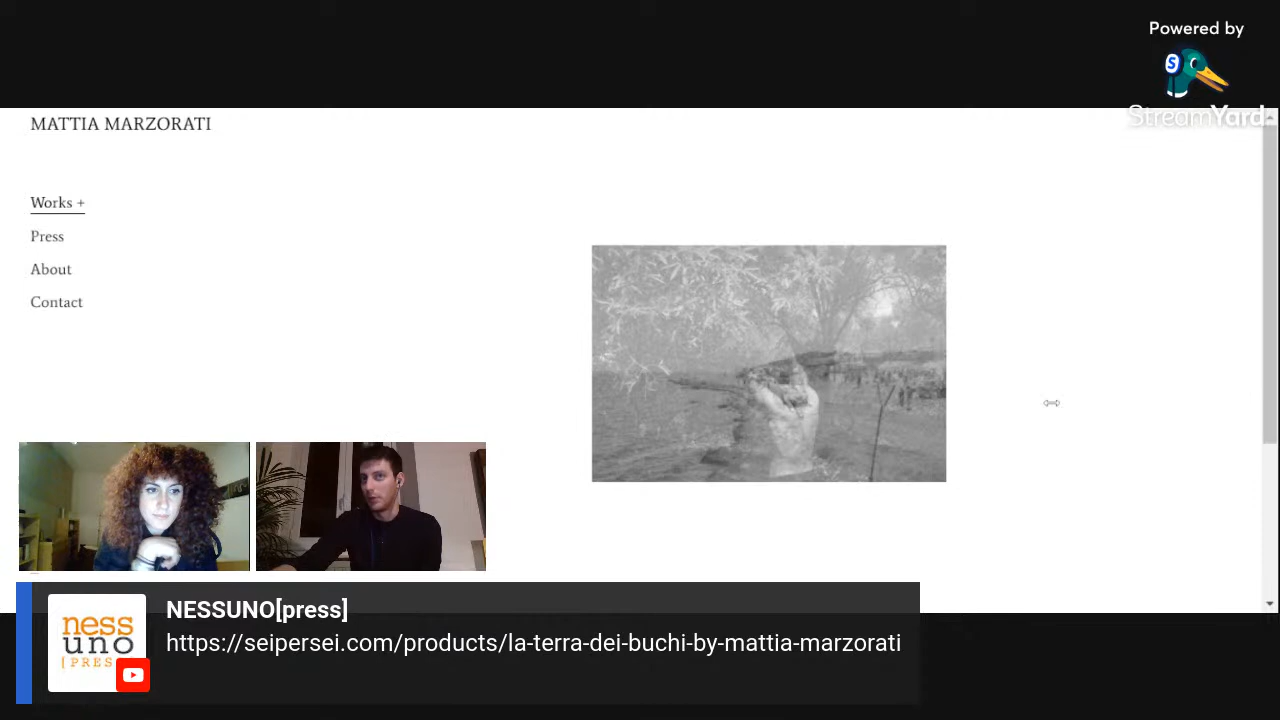 Powered by
StreamYard
MATTIA MARZORATI
Works +
Press
About
Contact
NESSUNO[press]
https://seipersei.com/products/la-terra-dei-buchi-by-mattia-marzorati
ness
uno